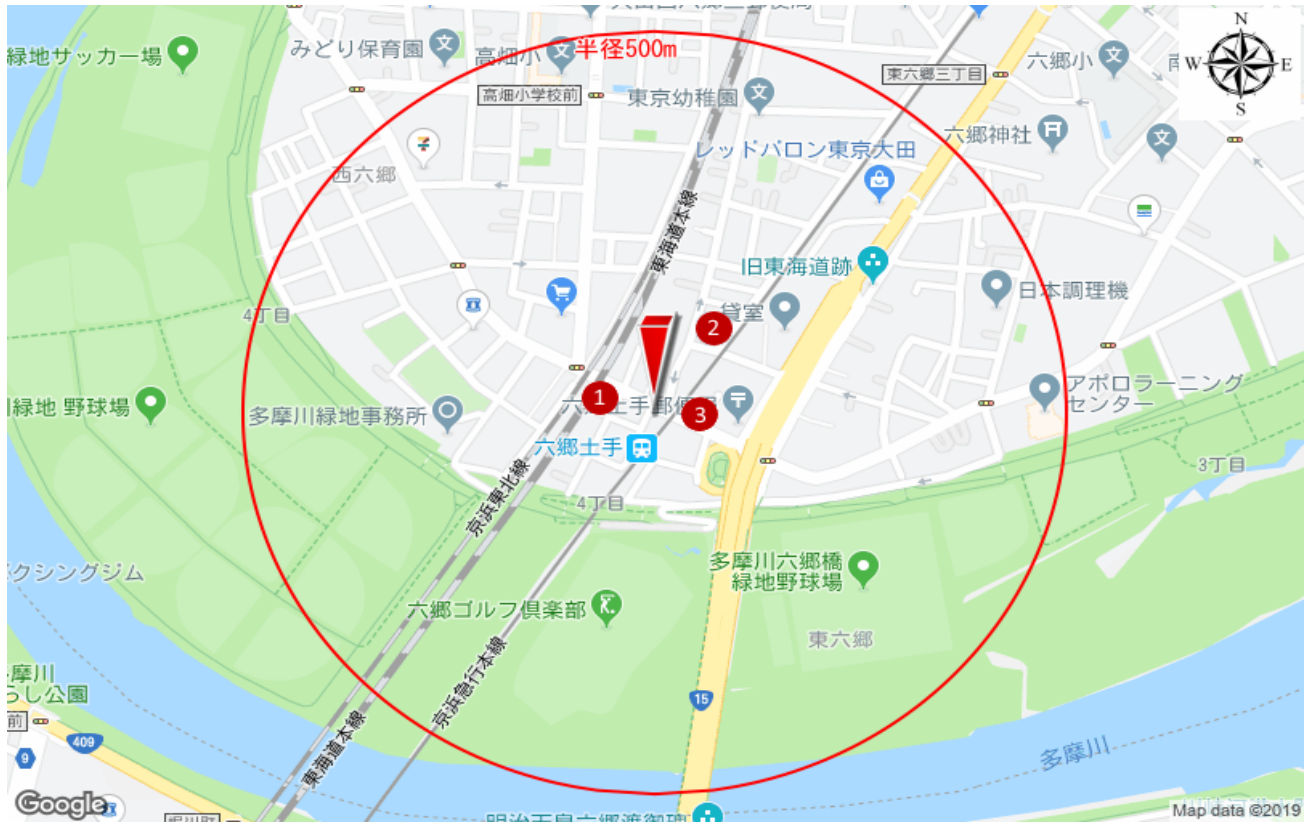 N
W
E
S
半径500m
緑地サッカー場
みどり保育園
高畑小
高畑小学校前
東京幼稚園
東六郷三丁目
六郷小
六郷神社
レッドバロン東京大田
西六郷
東海道本線
旧東海道跡
日本調理機
4丁目
貸室
2
1
3
緑地 野球場
多摩川緑地事務所
六郷土手
アポロラーニング
センター
3丁目
京浜東北線
4丁目
多摩川六郷橋
緑地野球場
クシングジム
六郷ゴルフ倶楽部
東六郷
京浜急行本線
15
409
9
前
東海道本線
多摩川
Google
Map data ©2019